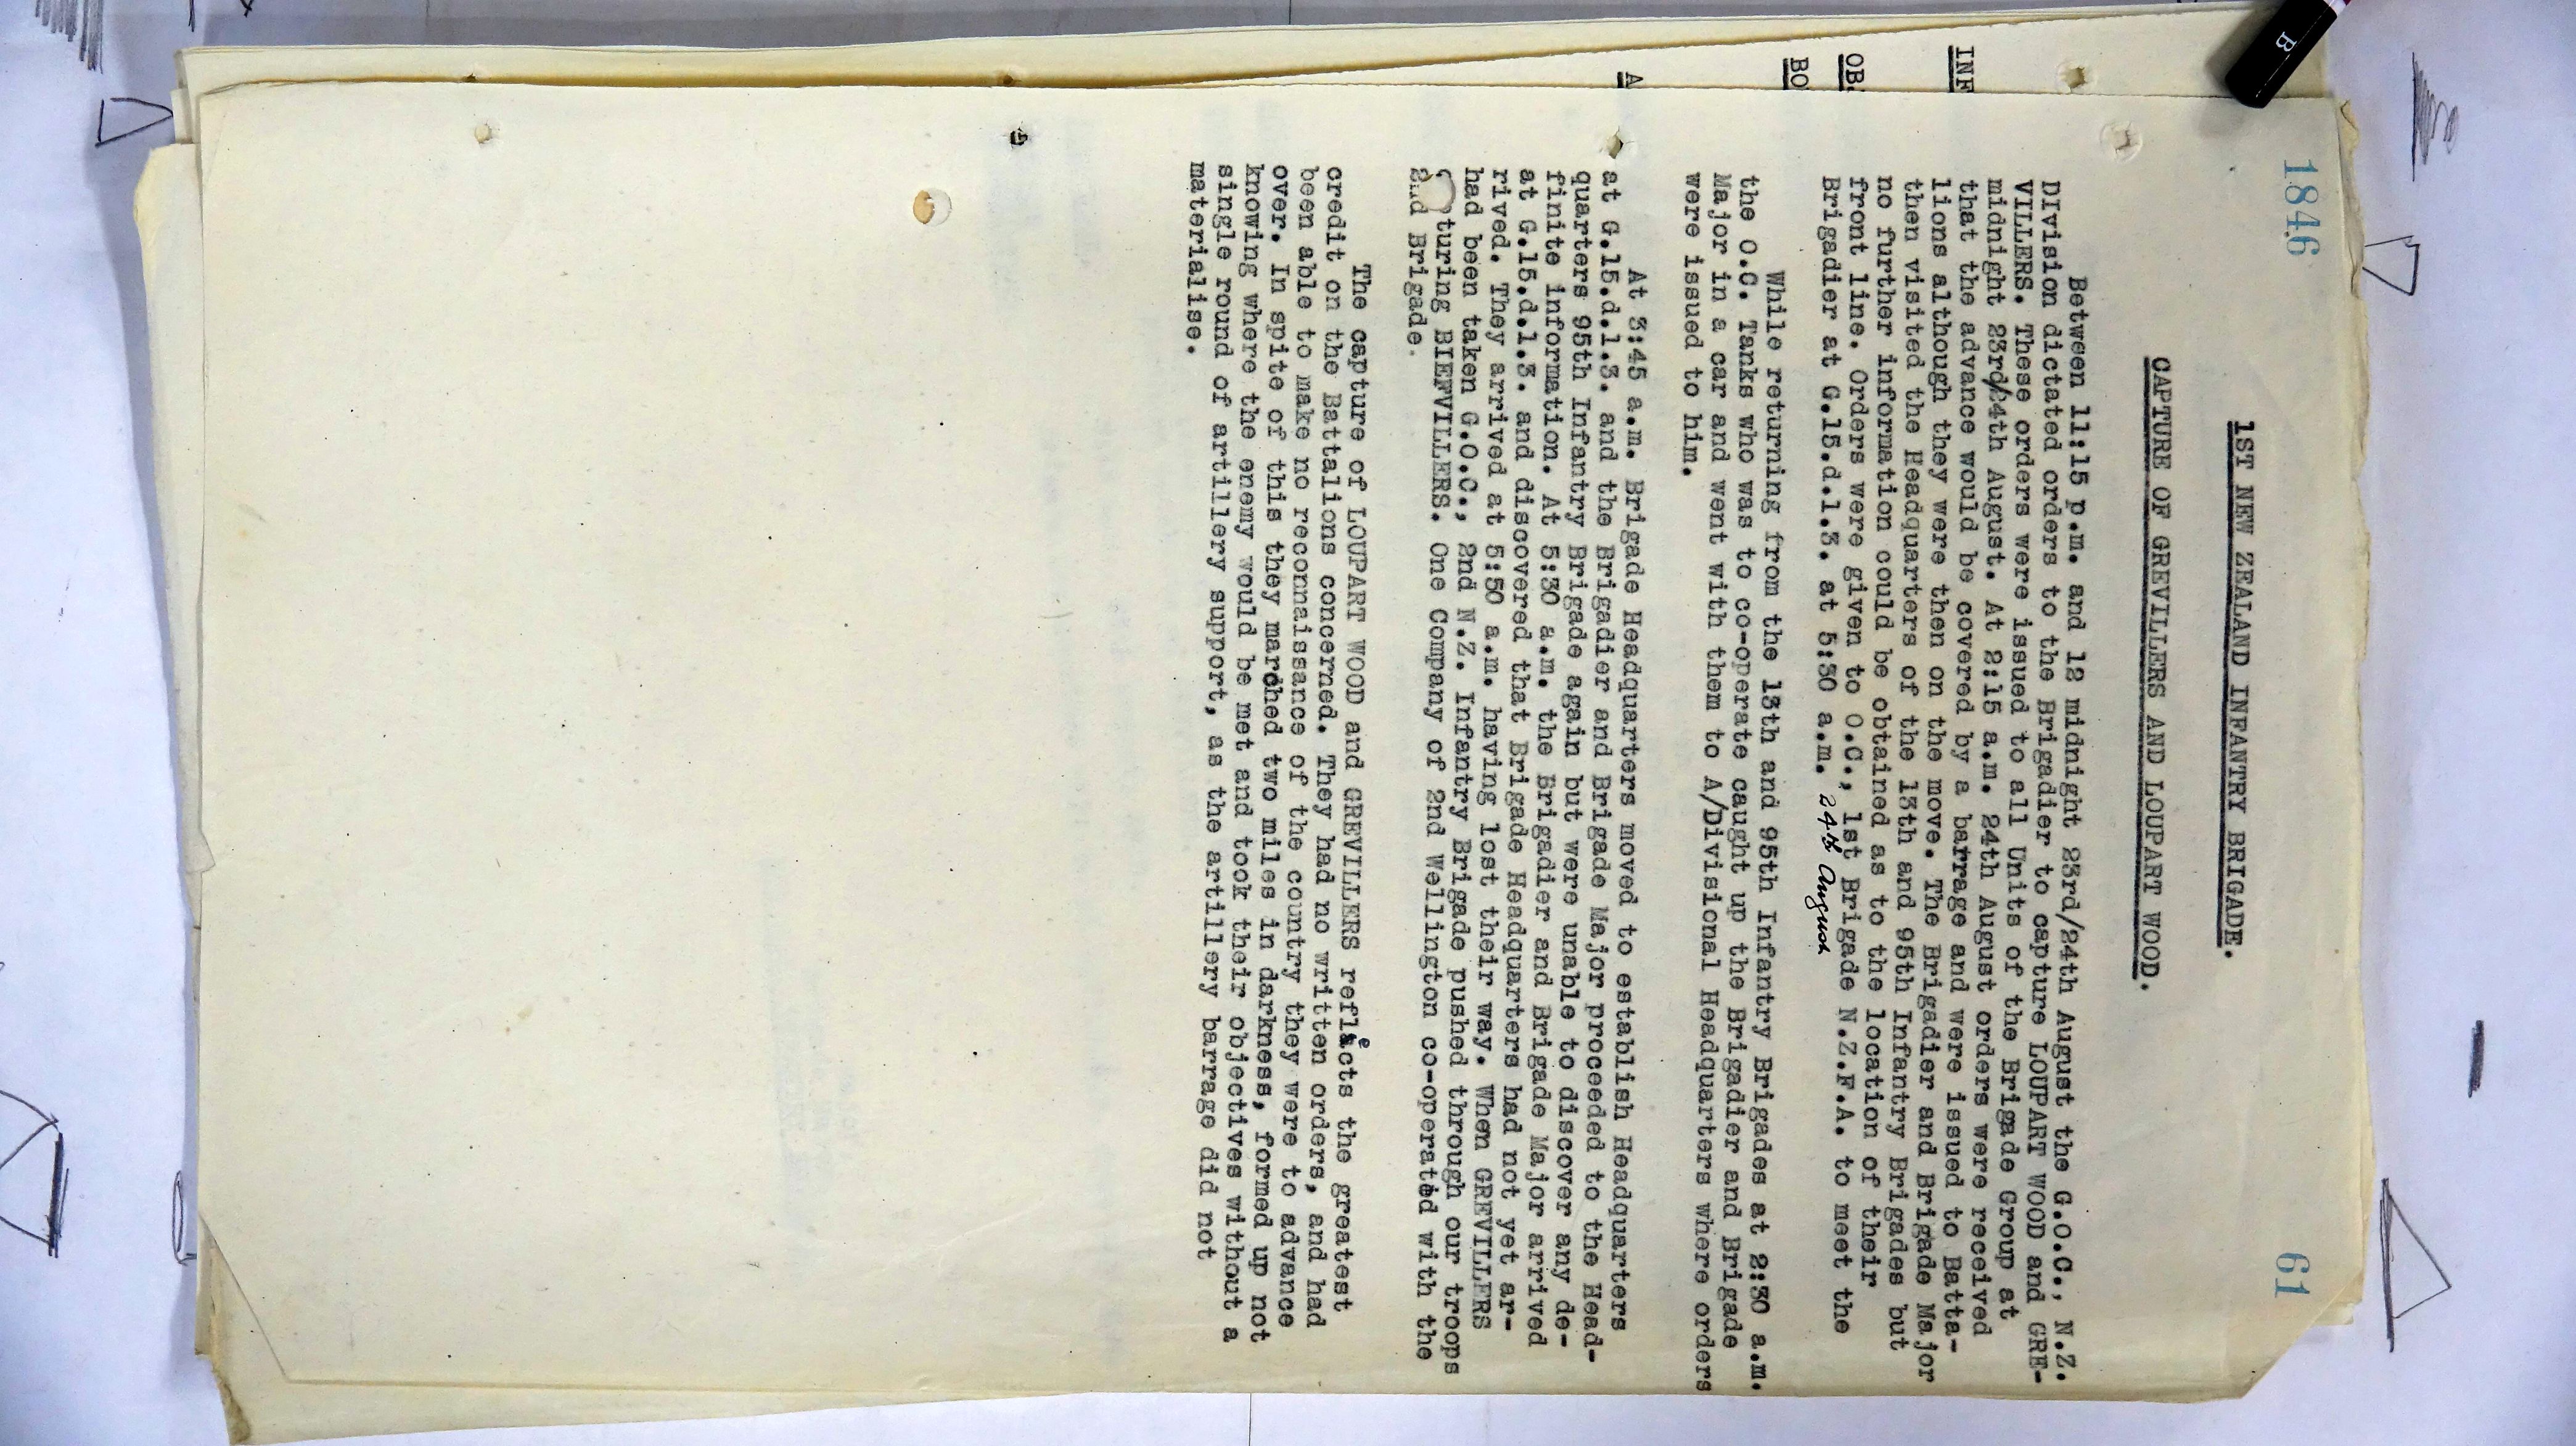 1846
61
1ST NEW ZEALAND INFANTRY BRIGADE.
CAPTURE OF GREVILLERS AND LOUPART WOOD.
Between 11:15 p.m. and 12 midnight 23rd/24th August the G.O.C., N.Z.
DIvision dictated orders to the Brigadier to capture LOUPART WOOD and GRE-
VILLERS. These orders were issued to all Units of the Brigade Group at
midnight 23rd/24th August. At 2:15 a.m. 24th August orders were received
that the advance would be covered by a barrage and were issued to Batta-
lions although they were then on the move. The Brigadier and Brigade Major
then visited the Headquarters of the 13th and 95th Infantry Brigades but
no further information could be obtained as to the location of their
front line. Orders were given to O.C., 1st Brigade N.Z.F.A. to meet the
Brigadier at G.15.d.1.3. at 5:30 a.m. 24th August
While returning from the 13th and 95th Infantry Brigades at 2:30 a.m.
the O.C. Tanks who was to co-operate caught up the Brigadier and Brigade
Major in a car and went with them to A/Divisional Headquarters where orders
were issued to him.
At 3:45 a.m. Brigade Headquarters moved to establish Headquarters
at G.15.d.1.3. and the Brigadier and Brigade Major proceeded to the Head-
quarters 95th Infantry Brigade again but were unable to discover any de-
finite information. At 5:30 a.m. the Brigadier and Brigade Major arrived
at G.15.d.1.3. and discovered that Brigade Headquarters had not yet ar-
rived. They arrived at 5:50 a.m. having lost their way. When GREVILLERS
had been taken G.O.C., 2nd N.Z. Infantry Brigade pushed through our troops
turing BIEFVILLERS. One Company of 2nd Wellington co-operated with the
2nd Brigade.
The capture of LOUPART WOOD and GREVILLERS reflects the greatest
credit on the Battalions concerned. They had no written orders, and had
been able to make no reconnaissance of the country they were to advance
over. In spite of this they marched two miles in darkness, formed up not
knowing where the enemy would be met and took their objectives without a
single round of artillery support, as the artillery barrage did not
materialise.
INF
OB
BO
A
B